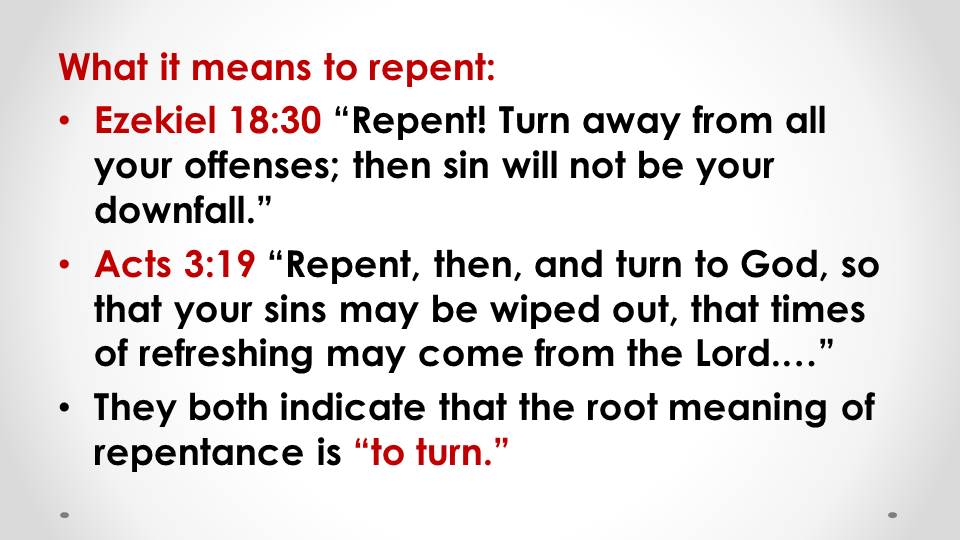 What it means to repent:
• Ezekiel 18:30 “Repent! Turn away from all
your offenses; then sin will not be your
downfall.”
• Acts 3:19 “Repent, then, and turn to God, so
that your sins may be wiped out, that times
of refreshing may come from the Lord.…”
• They both indicate that the root meaning of
repentance is “to turn.”